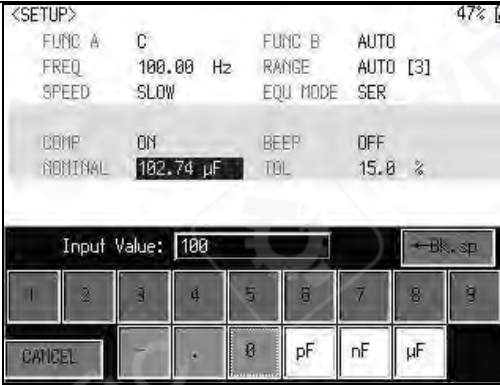 <SETUP> 47%
FUNC A C FUNC B AUTO
FREQ 100.00 Hz RANGE AUTO [3]
SPEED SLOW EQU MODE SER
COMP ON BEEP OFF
NOMINAL 102.74 µF TOL 15.0 %
Input Value: 100 ←Bk.sp
1 2 3 4 5 6 7 8 9
CANCEL - . 0 pF nF µF